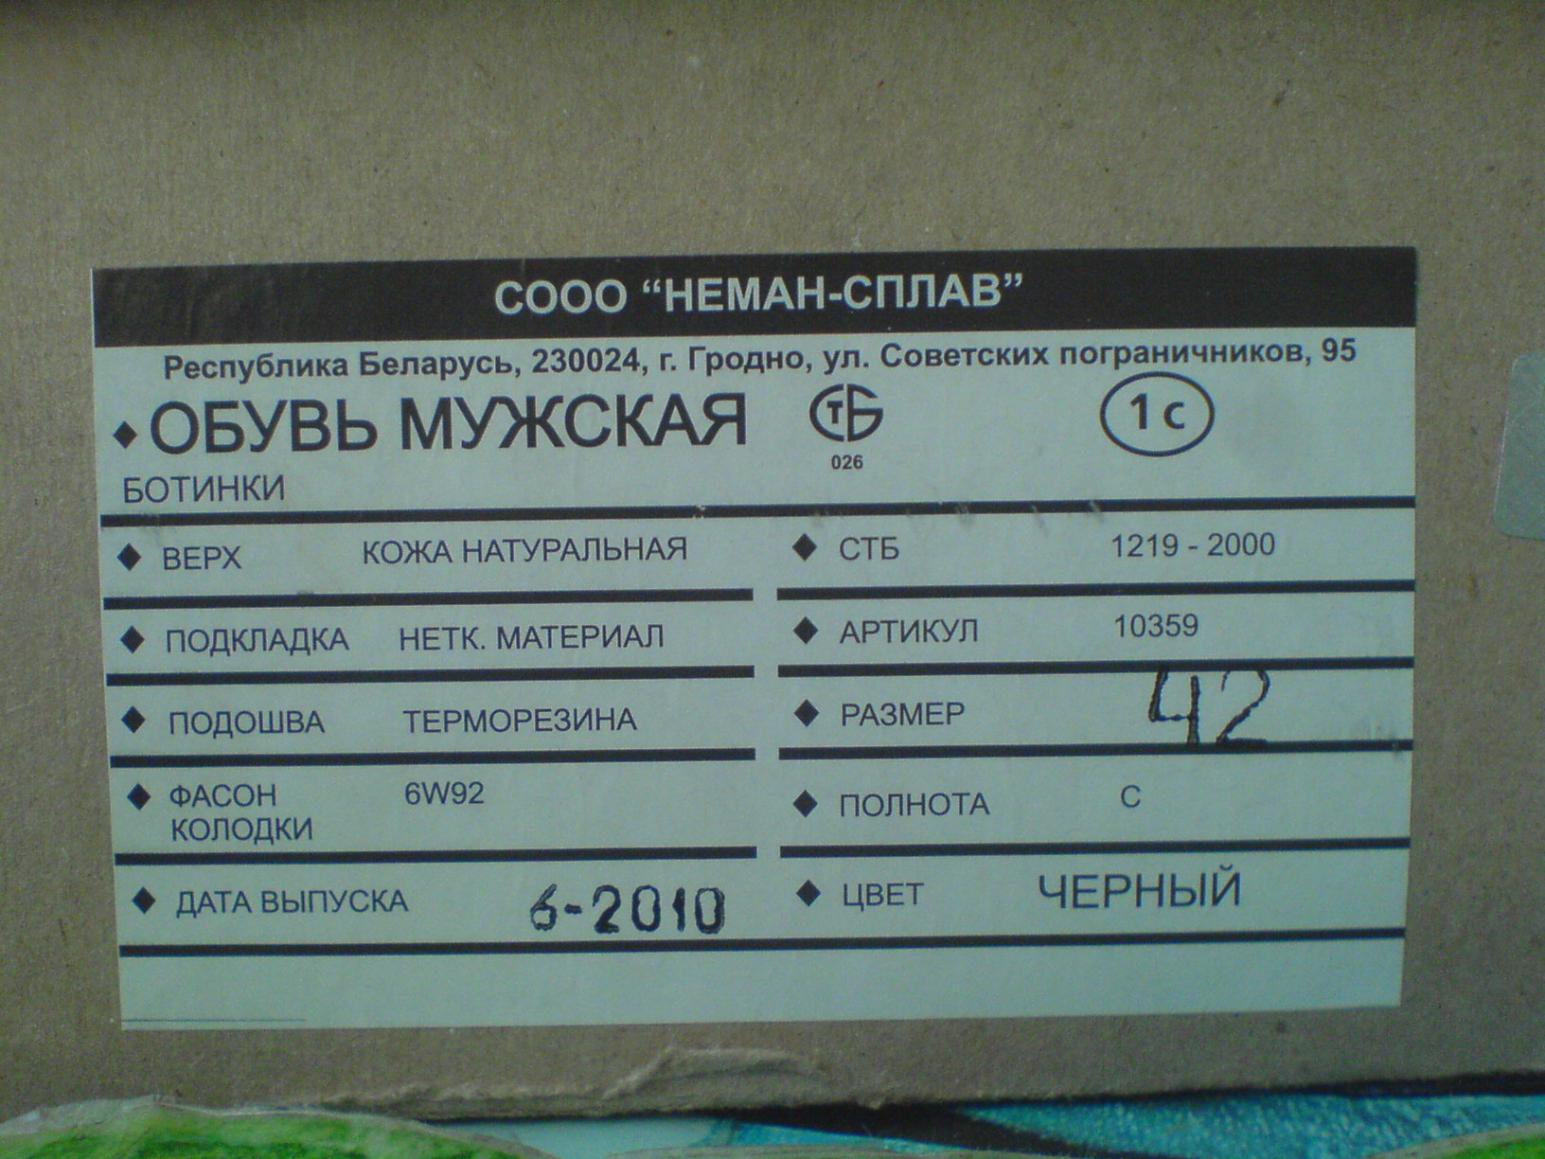 СООО “НЕМАН-СПЛАВ”
Республика Беларусь, 230024, г. Гродно, ул. Советских пограничников, 95
ОБУВЬ МУЖСКАЯ СТБ 1 с
026
БОТИНКИ
ВЕРХ КОЖА НАТУРАЛЬНАЯ СТБ 1219 - 2000
ПОДКЛАДКА НЕТК. МАТЕРИАЛ АРТИКУЛ 10359
ПОДОШВА ТЕРМОРЕЗИНА РАЗМЕР 42
ФАСОН 6W92 ПОЛНОТА С
КОЛОДКИ
ДАТА ВЫПУСКА 6-2010 ЦВЕТ ЧЕРНЫЙ